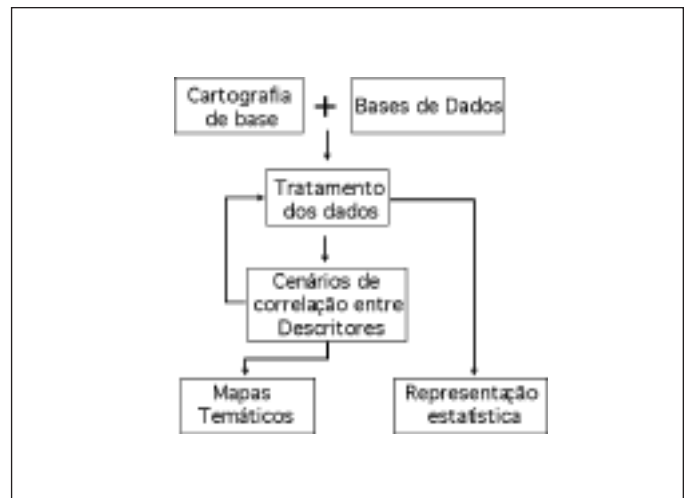 Cartografia
de base
+
Bases de Dados
Tratamento
dos dados
Cenários de
correlação entre
Descritores
Mapas
Temáticos
Representação
estatística